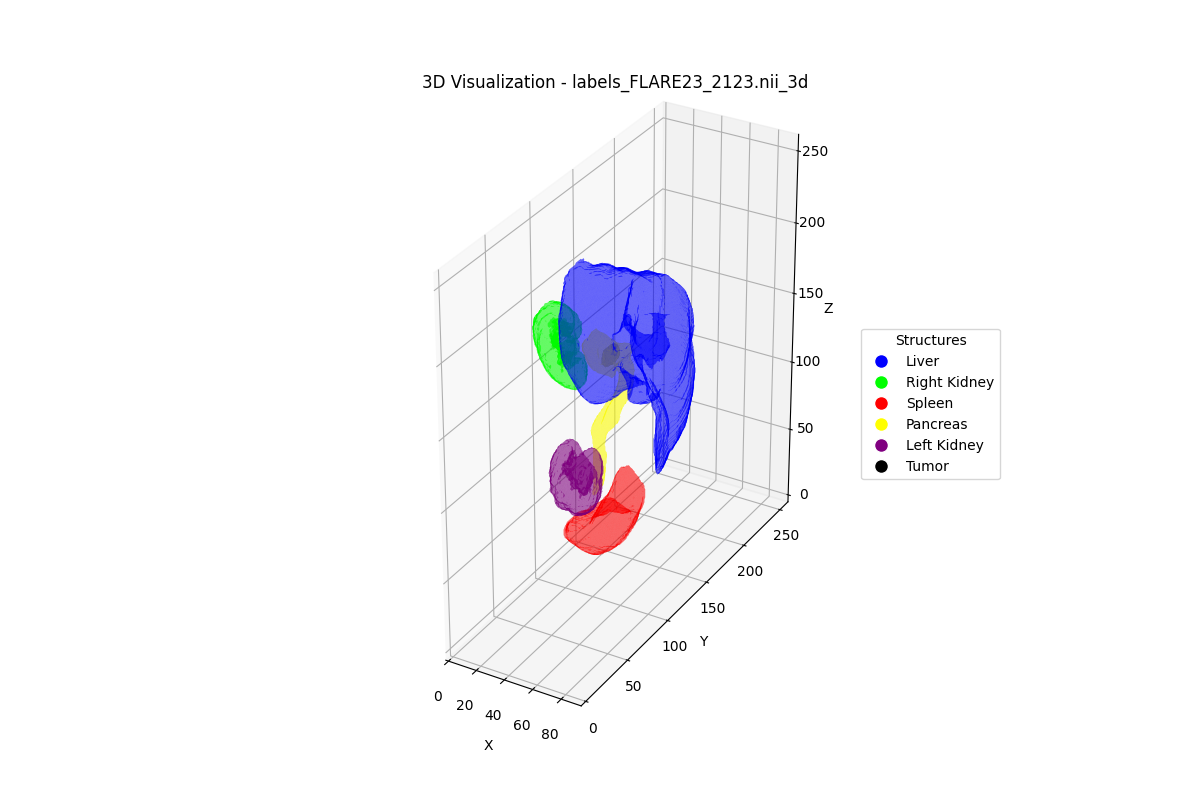 3D Visualization - labels_FLARE23_2123.nii_3d
250
200
150
Z
100
50
0
250
200
150
100
Y
50
0
0
20
40
60
80
X
Structures
Liver
Right Kidney
Spleen
Pancreas
Left Kidney
Tumor